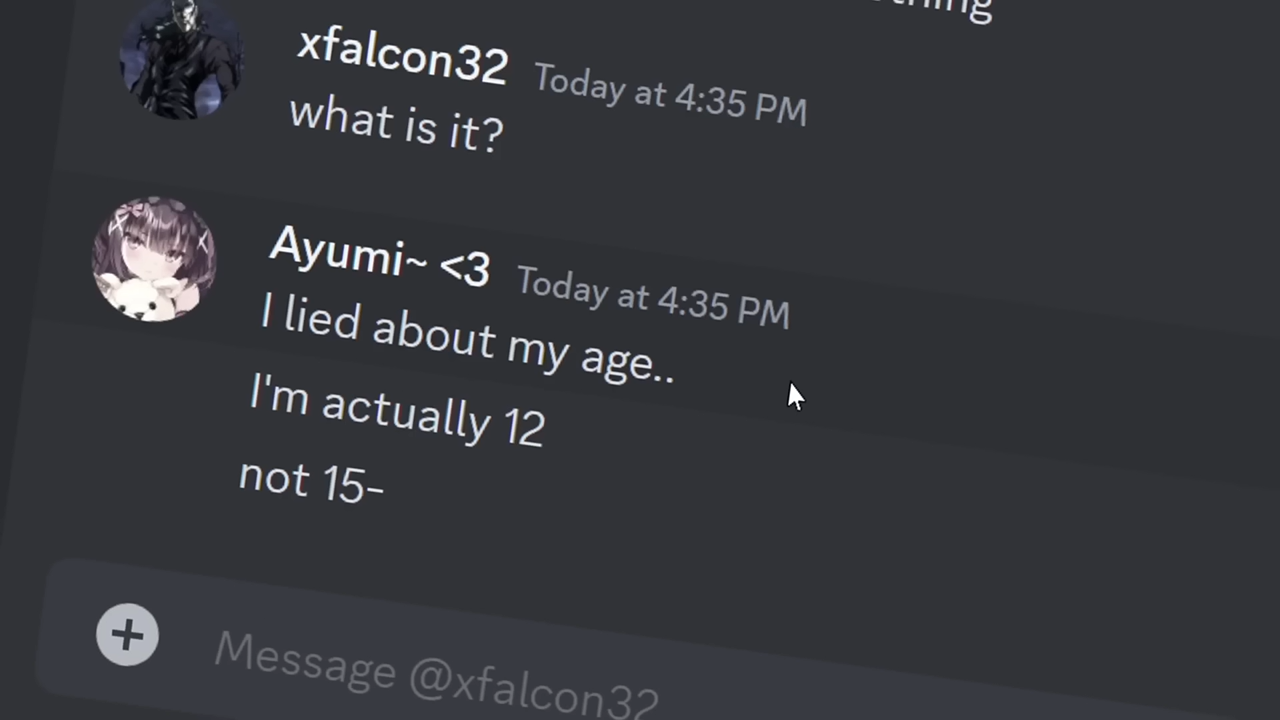 xfalcon32 Today at 4:35 PM
what is it?
Ayumi~ <3 Today at 4:35 PM
I lied about my age..
I'm actually 12
not 15-
Message @xfalcon32